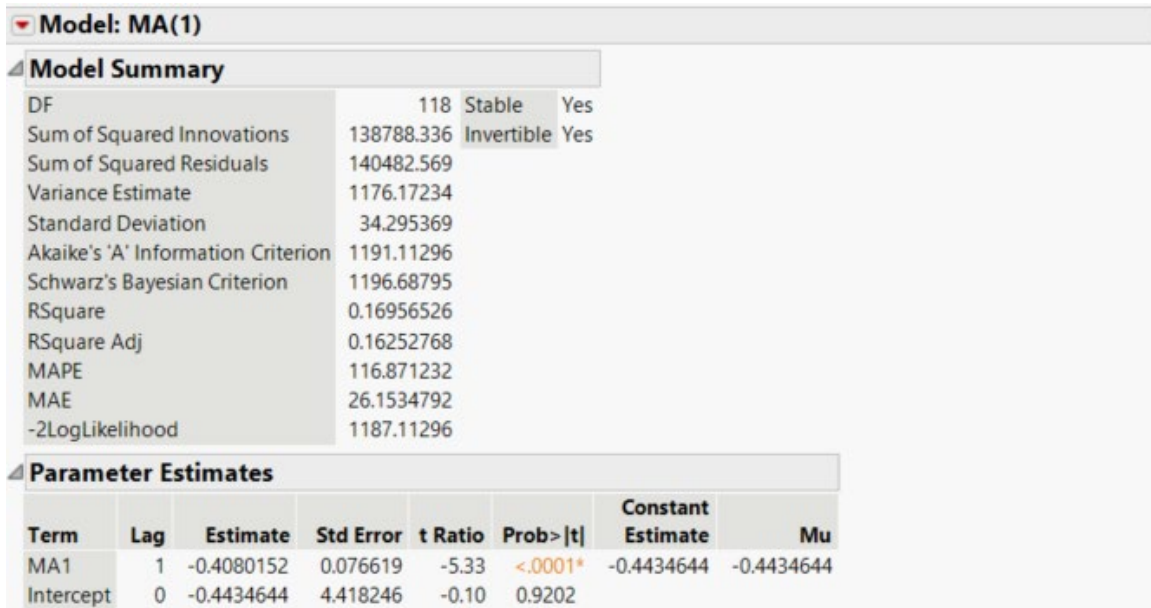 Model: MA(1)
Model Summary
DF 118 Stable Yes
Sum of Squared Innovations 138788.336 Invertible Yes
Sum of Squared Residuals 140482.569
Variance Estimate 1176.17234
Standard Deviation 34.295369
Akaike's 'A' Information Criterion 1191.11296
Schwarz's Bayesian Criterion 1196.68795
RSquare 0.16956526
RSquare Adj 0.16252768
MAPE 116.871232
MAE 26.1534792
-2LogLikelihood 1187.11296
Parameter Estimates
Constant
Term Lag Estimate Std Error t Ratio Prob>|t| Estimate Mu
MA1 1 -0.4080152 0.076619 -5.33 <.0001* -0.4434644 -0.4434644
Intercept 0 -0.4434644 4.418246 -0.10 0.9202